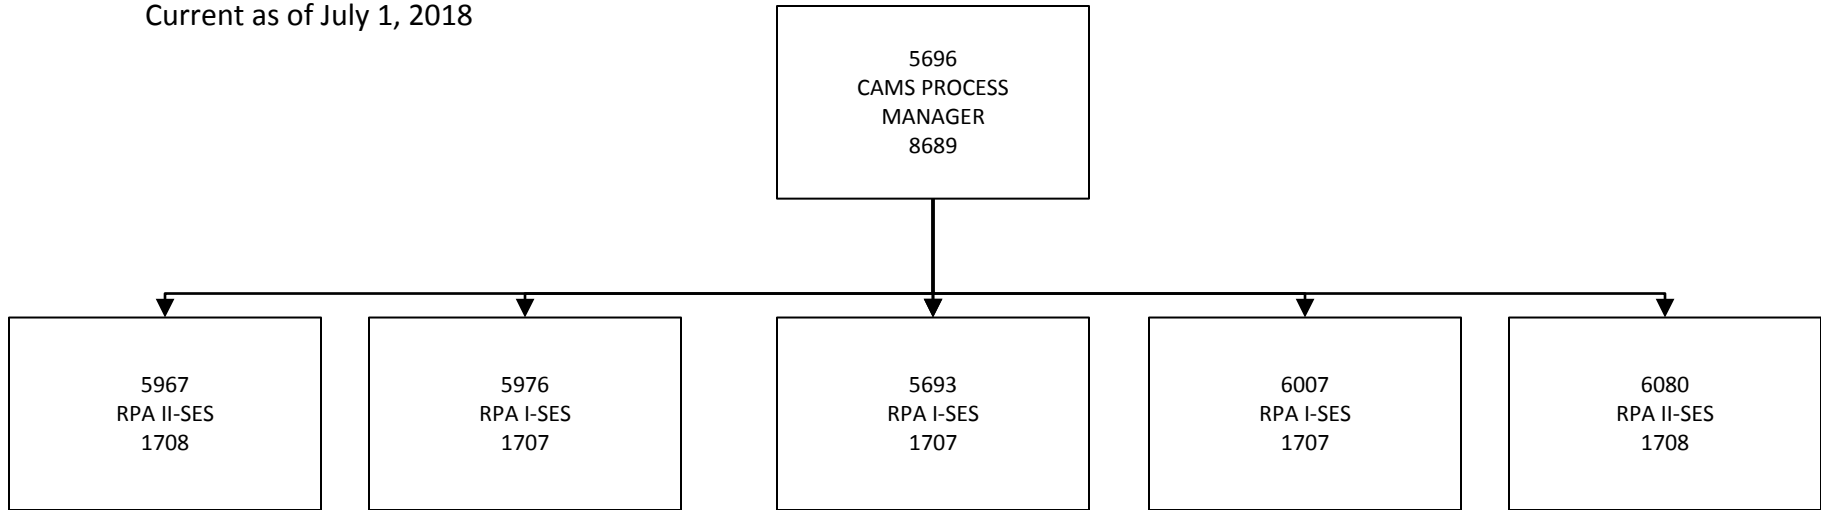 Current as of July 1, 2018
5696
CAMS PROCESS
MANAGER
8689
5967
RPA II-SES
1708
5976
RPA I-SES
1707
5693
RPA I-SES
1707
6007
RPA I-SES
1707
6080
RPA II-SES
1708